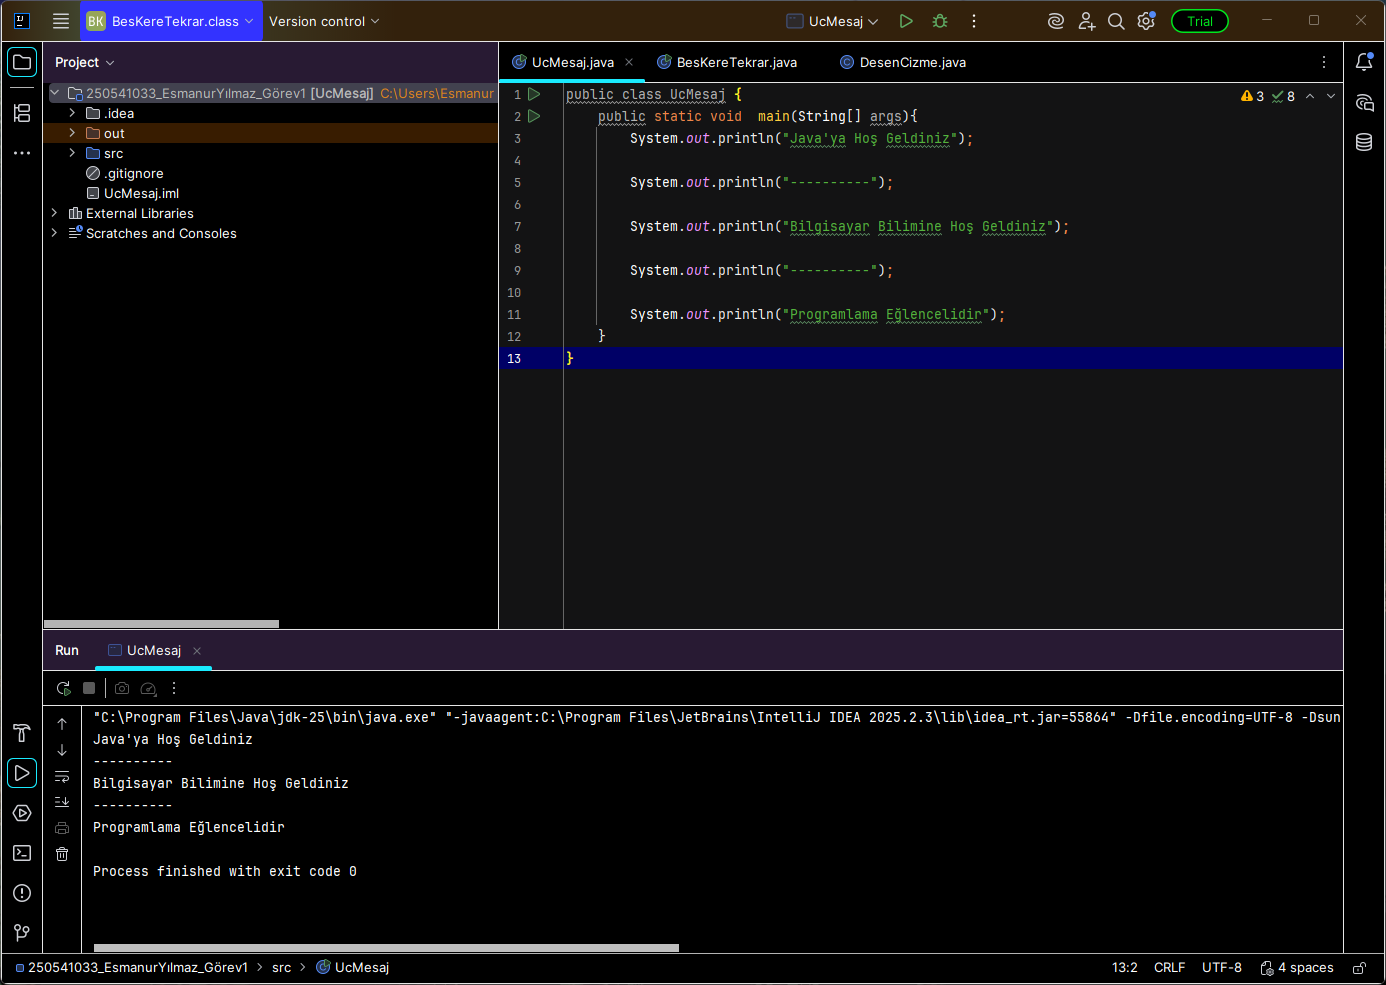 BK BesKereTekrar.class Version control UcMesaj Trial
Project
UcMesaj.java BesKereTekrar.java DesenCizme.java
250541033_EsmanurYılmaz_Görev1 [UcMesaj] C:\Users\Esmanur
.idea
out
src
.gitignore
UcMesaj.iml
External Libraries
Scratches and Consoles
3 8
1 public class UcMesaj {
2 public static void  main(String[] args){
3 System.out.println("Java'ya Hoş Geldiniz");
4
5 System.out.println("----------");
6
7 System.out.println("Bilgisayar Bilimine Hoş Geldiniz");
8
9 System.out.println("----------");
10
11 System.out.println("Programlama Eğlencelidir");
12 }
13 }
Run UcMesaj
"C:\Program Files\Java\jdk-25\bin\java.exe" "-javaagent:C:\Program Files\JetBrains\IntelliJ IDEA 2025.2.3\lib\idea_rt.jar=55864" -Dfile.encoding=UTF-8 -Dsun
Java'ya Hoş Geldiniz
----------
Bilgisayar Bilimine Hoş Geldiniz
----------
Programlama Eğlencelidir
Process finished with exit code 0
250541033_EsmanurYılmaz_Görev1 > src > UcMesaj 13:2 CRLF UTF-8 4 spaces